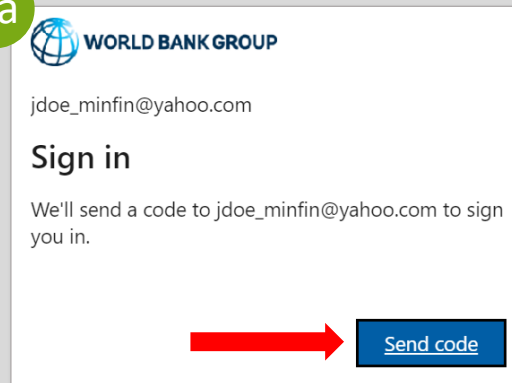 a
WORLD BANK GROUP
jdoe_minfin@yahoo.com
Sign in
We'll send a code to jdoe_minfin@yahoo.com to sign
you in.
Send code